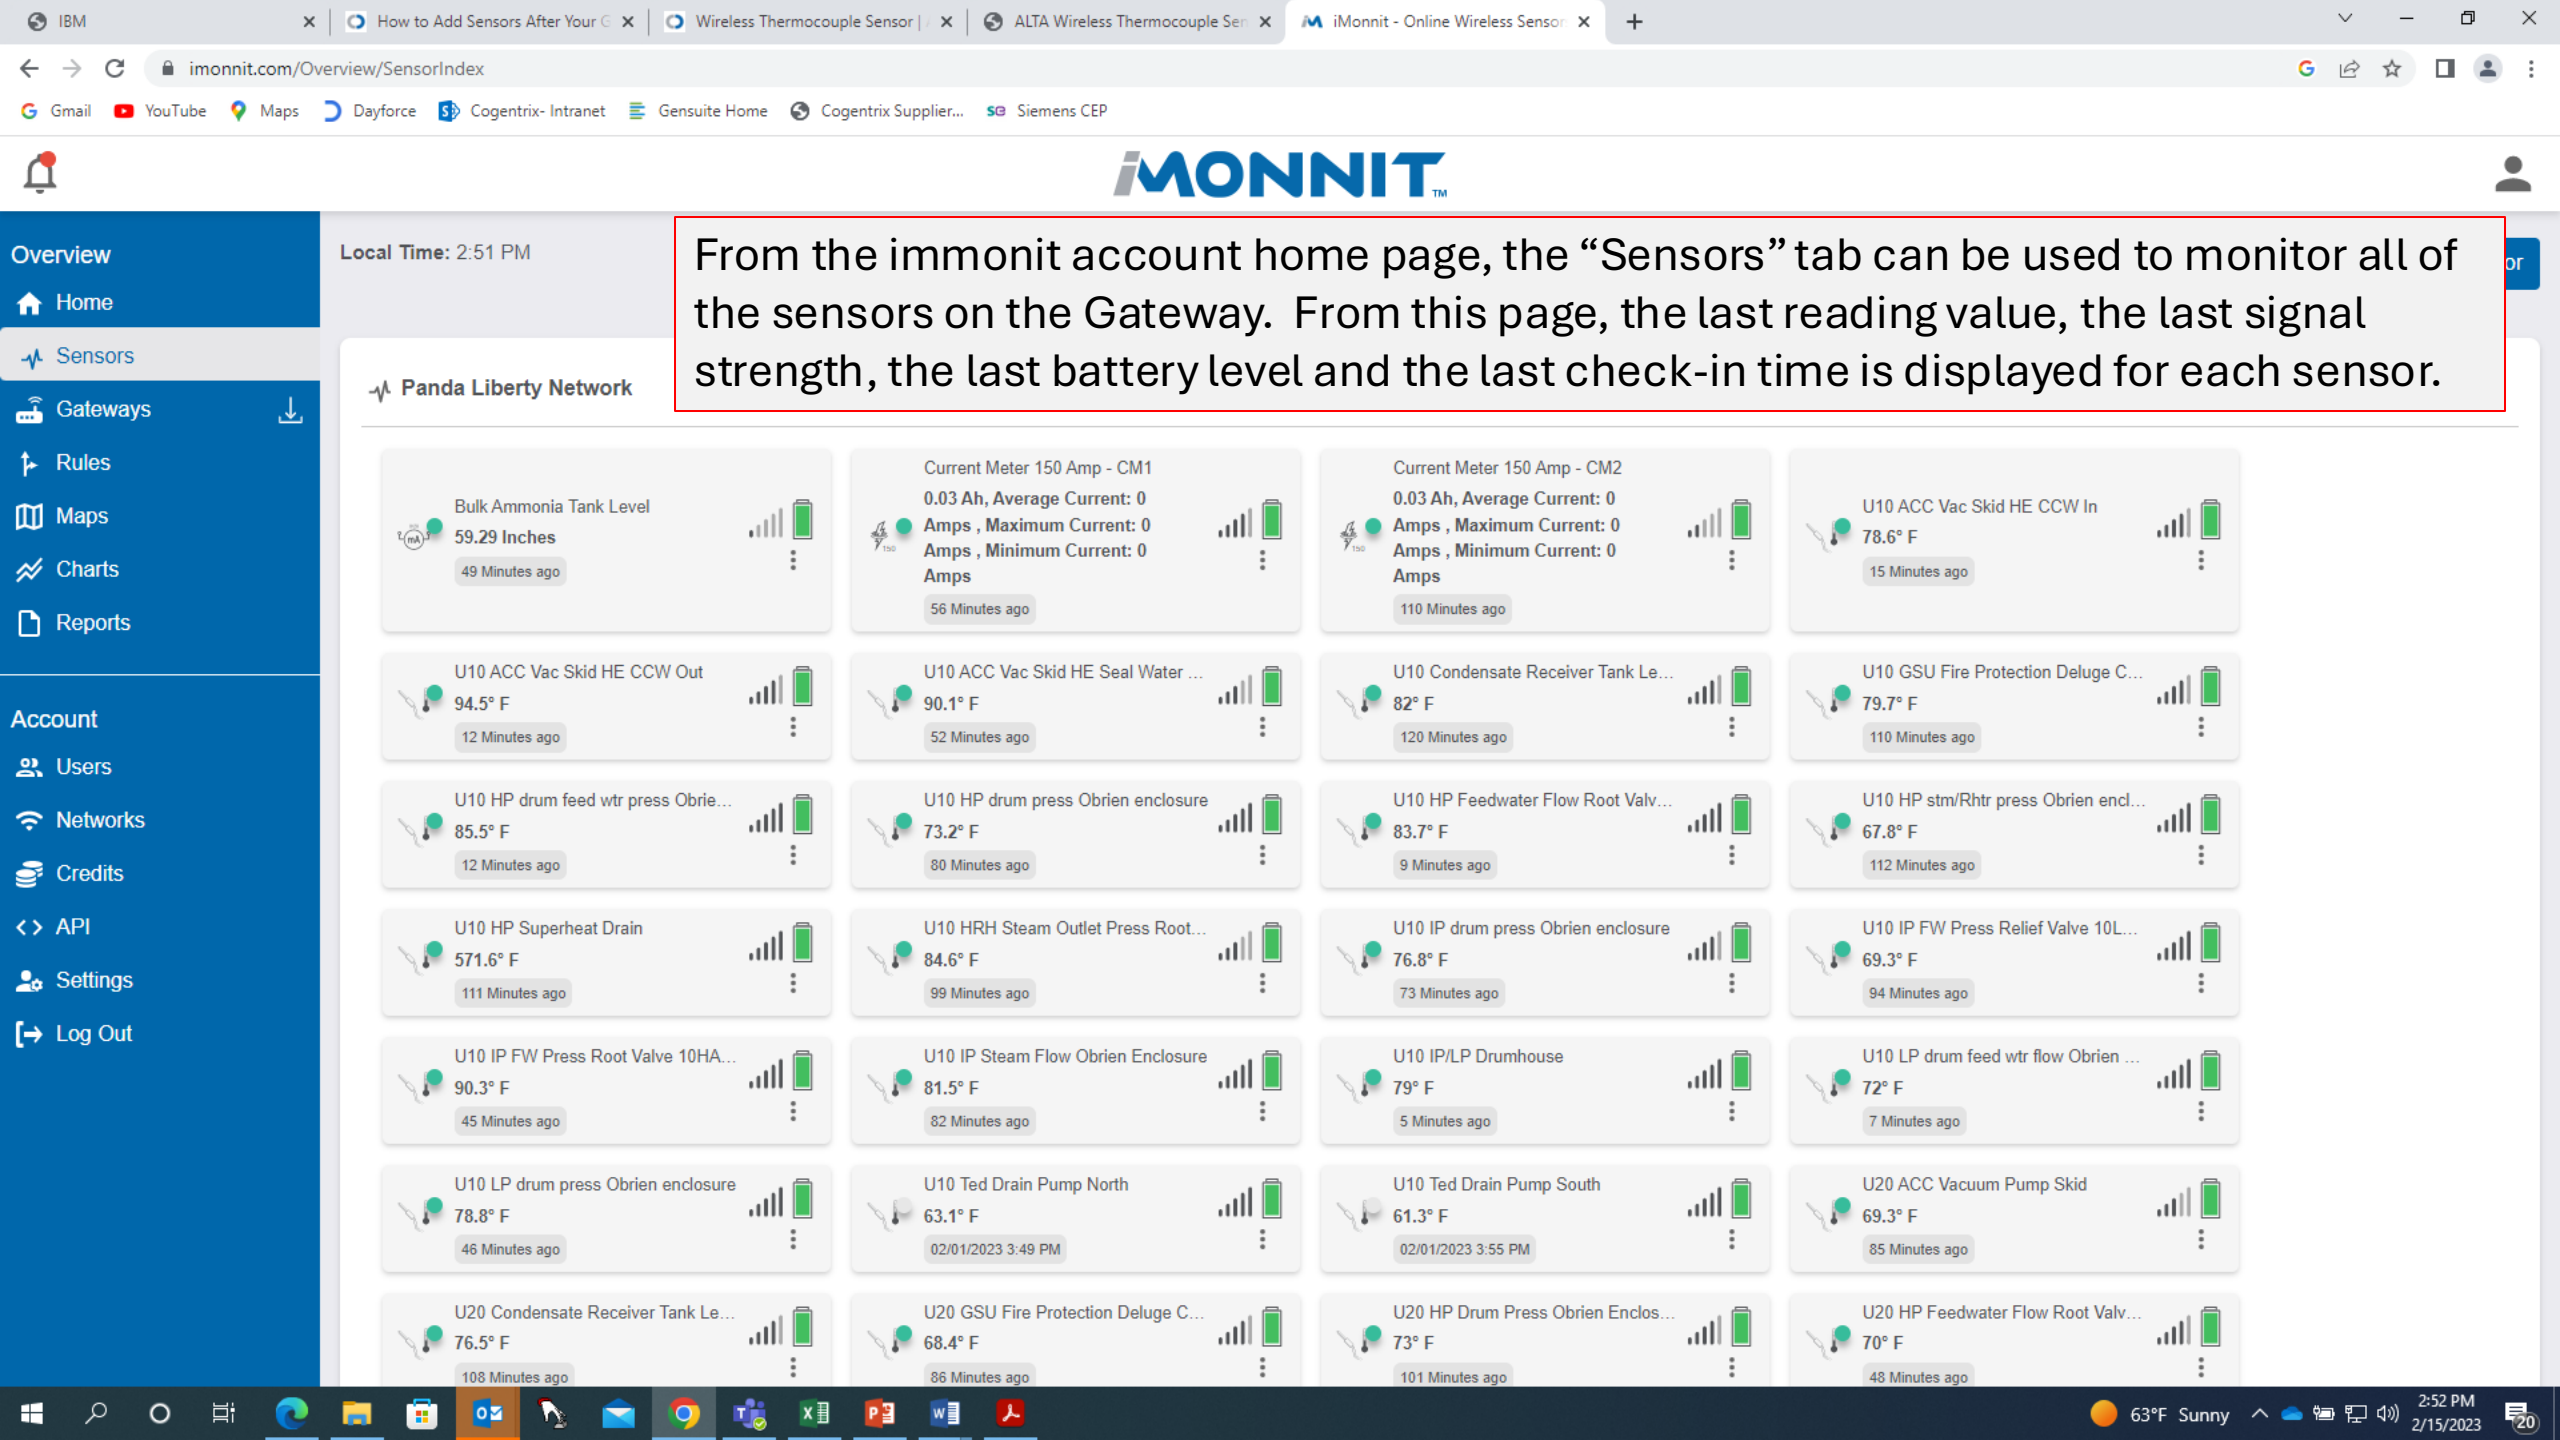 IBM
How to Add Sensors After Your G
Wireless Thermocouple Sensor | A
ALTA Wireless Thermocouple Sen
iMonnit - Online Wireless Sensor
imonnit.com/Overview/SensorIndex
Gmail
YouTube
Maps
Dayforce
Cogentrix- Intranet
Gensuite Home
Cogentrix Supplier...
Siemens CEP
iMONNIT™
Overview
Home
Sensors
Gateways
Rules
Maps
Charts
Reports
Account
Users
Networks
Credits
API
Settings
Log Out
Local Time: 2:51 PM
From the immonit account home page, the “Sensors” tab can be used to monitor all of
the sensors on the Gateway. From this page, the last reading value, the last signal
strength, the last battery level and the last check-in time is displayed for each sensor.
or
Panda Liberty Network
Bulk Ammonia Tank Level
59.29 Inches
49 Minutes ago
Current Meter 150 Amp - CM1
0.03 Ah, Average Current: 0
Amps , Maximum Current: 0
Amps , Minimum Current: 0
Amps
56 Minutes ago
Current Meter 150 Amp - CM2
0.03 Ah, Average Current: 0
Amps , Maximum Current: 0
Amps , Minimum Current: 0
Amps
110 Minutes ago
U10 ACC Vac Skid HE CCW In
78.6° F
15 Minutes ago
U10 ACC Vac Skid HE CCW Out
94.5° F
12 Minutes ago
U10 ACC Vac Skid HE Seal Water ...
90.1° F
52 Minutes ago
U10 Condensate Receiver Tank Le...
82° F
120 Minutes ago
U10 GSU Fire Protection Deluge C...
79.7° F
110 Minutes ago
U10 HP drum feed wtr press Obrie...
85.5° F
12 Minutes ago
U10 HP drum press Obrien enclosure
73.2° F
80 Minutes ago
U10 HP Feedwater Flow Root Valv...
83.7° F
9 Minutes ago
U10 HP stm/Rhtr press Obrien encl...
67.8° F
112 Minutes ago
U10 HP Superheat Drain
571.6° F
111 Minutes ago
U10 HRH Steam Outlet Press Root...
84.6° F
99 Minutes ago
U10 IP drum press Obrien enclosure
76.8° F
73 Minutes ago
U10 IP FW Press Relief Valve 10L...
69.3° F
94 Minutes ago
U10 IP FW Press Root Valve 10HA...
90.3° F
45 Minutes ago
U10 IP Steam Flow Obrien Enclosure
81.5° F
82 Minutes ago
U10 IP/LP Drumhouse
79° F
5 Minutes ago
U10 LP drum feed wtr flow Obrien ...
72° F
7 Minutes ago
U10 LP drum press Obrien enclosure
78.8° F
46 Minutes ago
U10 Ted Drain Pump North
63.1° F
02/01/2023 3:49 PM
U10 Ted Drain Pump South
61.3° F
02/01/2023 3:55 PM
U20 ACC Vacuum Pump Skid
69.3° F
85 Minutes ago
U20 Condensate Receiver Tank Le...
76.5° F
108 Minutes ago
U20 GSU Fire Protection Deluge C...
68.4° F
86 Minutes ago
U20 HP Drum Press Obrien Enclos...
73° F
101 Minutes ago
U20 HP Feedwater Flow Root Valv...
70° F
48 Minutes ago
63°F Sunny
2:52 PM
2/15/2023
20